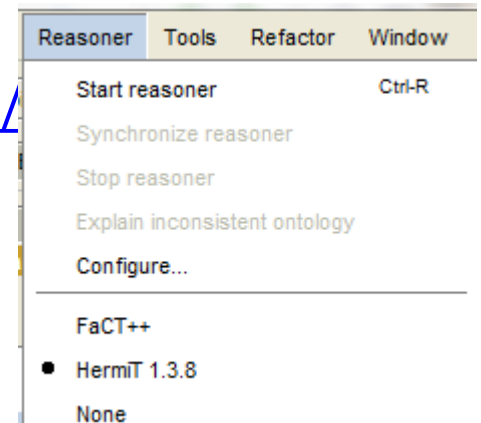 Reasoner Tools Refactor Window
Start reasoner Ctrl-R
Synchronize reasoner
Stop reasoner
Explain inconsistent ontology
Configure...
FaCT++
HermiT 1.3.8
None